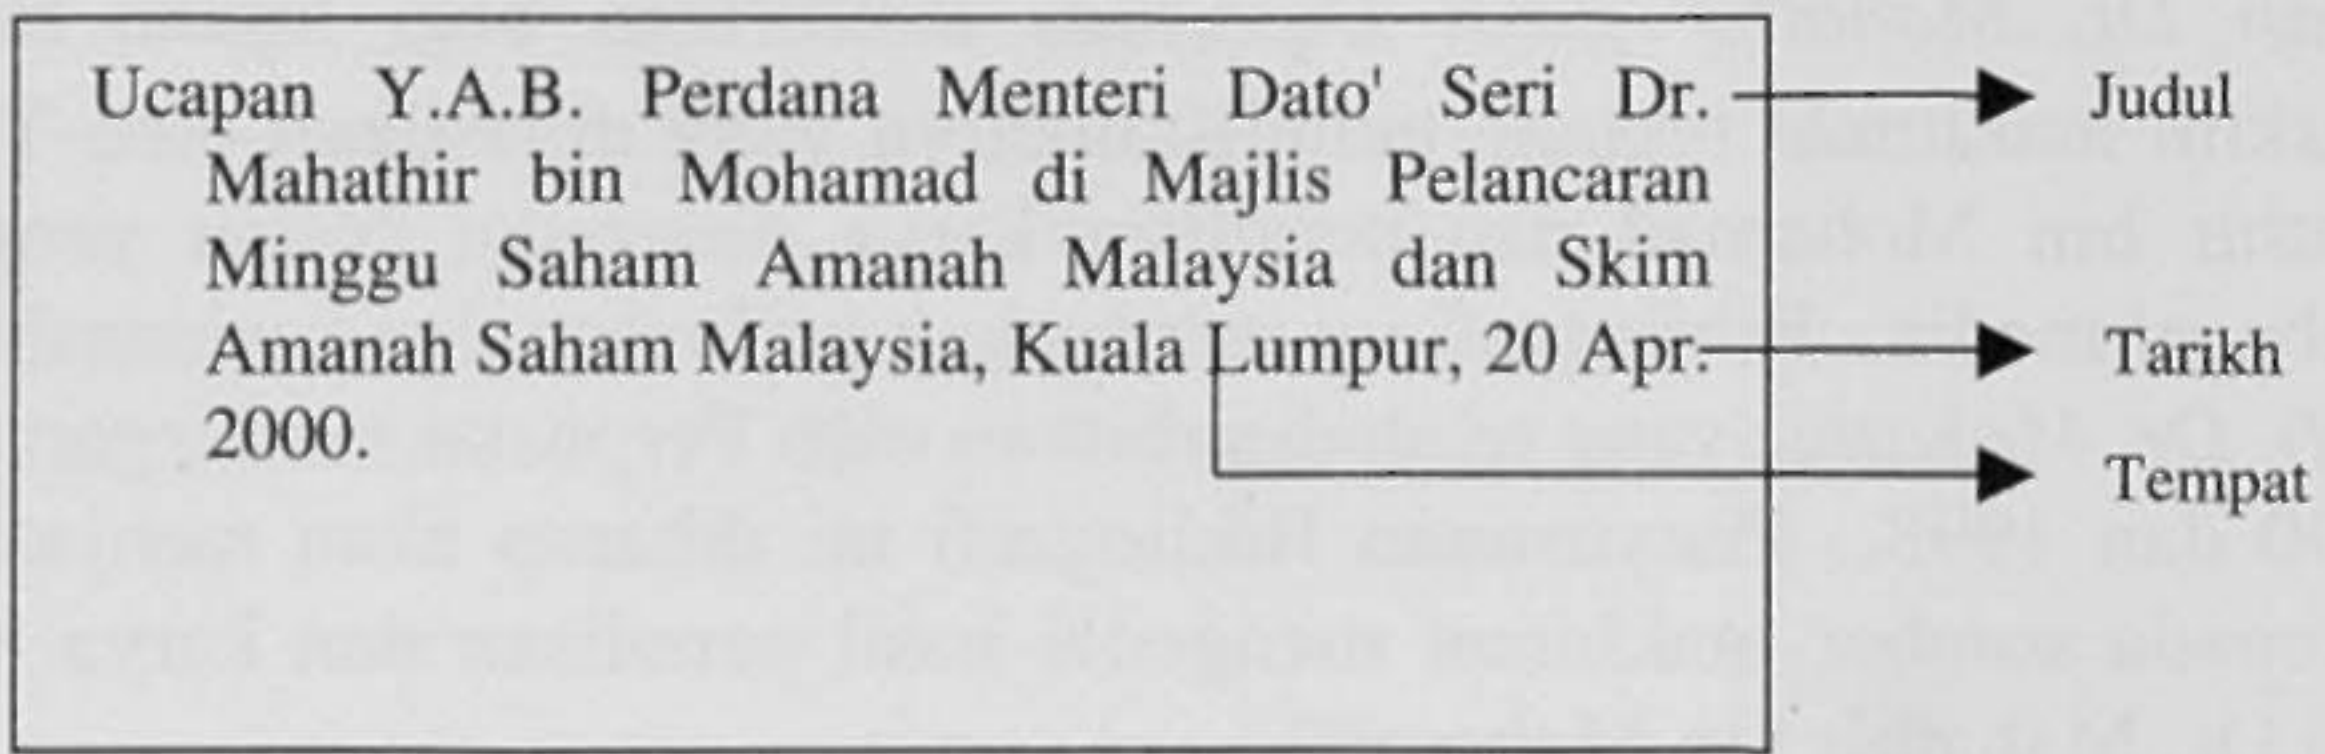 Ucapan Y.A.B. Perdana Menteri Dato' Seri Dr.
Mahathir bin Mohamad di Majlis Pelancaran
Minggu Saham Amanah Malaysia dan Skim
Amanah Saham Malaysia, Kuala Lumpur, 20 Apr.
2000.
Judul
Tarikh
Tempat